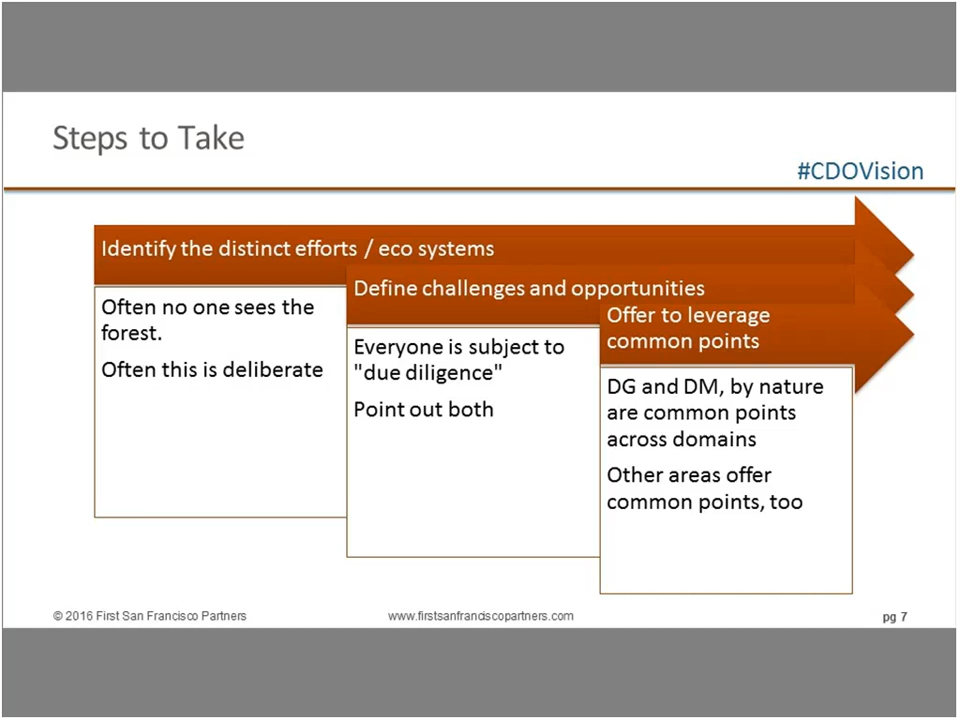 Steps to Take
#CDOVision
Identify the distinct efforts / eco systems
Often no one sees the
forest.
Often this is deliberate
Define challenges and opportunities
Everyone is subject to
"due diligence"
Point out both
Offer to leverage
common points
DG and DM, by nature
are common points
across domains
Other areas offer
common points, too
© 2016 First San Francisco Partners
www.firstsanfranciscopartners.com
pg 7